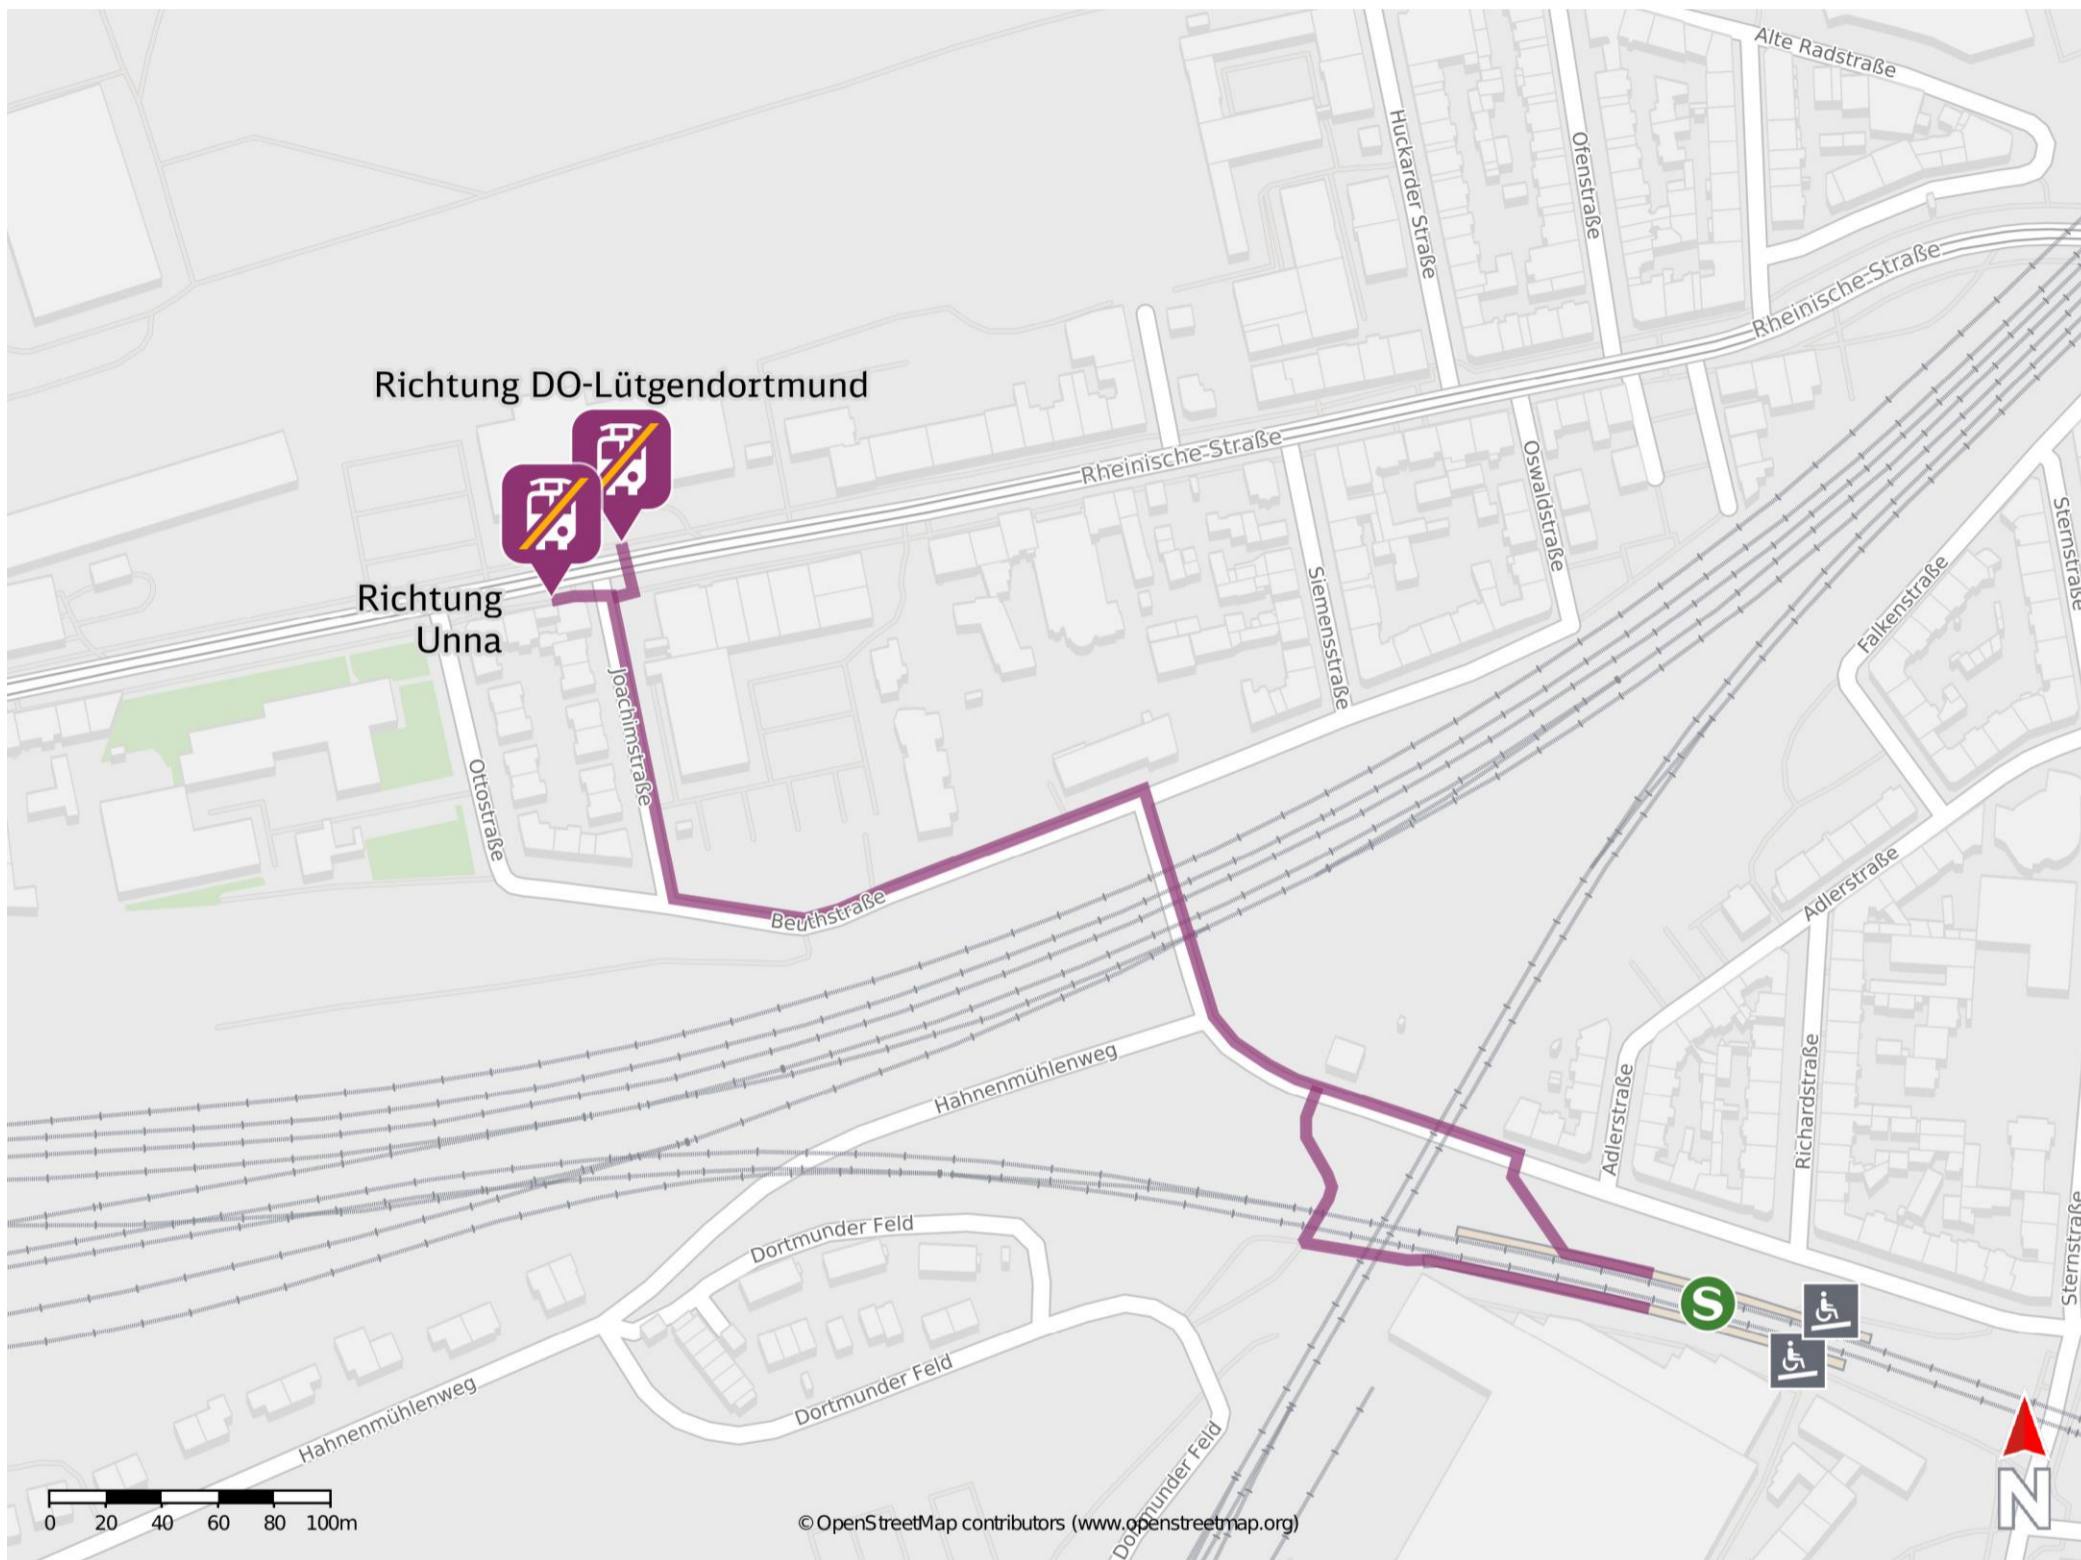 Alte Radstraße
Huckarder Straße
Ofenstraße
Rheinische-Straße
Richtung DO-Lütgendortmund
Rheinische-Straße
Oswaldstraße
Sternstraße
Falkenstraße
Siemensstraße
Richtung
Unna
Joachimstraße
Ottostraße
Beuthstraße
Adlerstraße
Hahnenmühlenweg
Adlerstraße
Richardstraße
Sternstraße
Dortmunder Feld
S
Dortmunder Feld
Hahnenmühlenweg
Dortmunder Feld
N
0 20 40 60 80 100m
© OpenStreetMap contributors (www.openstreetmap.org)